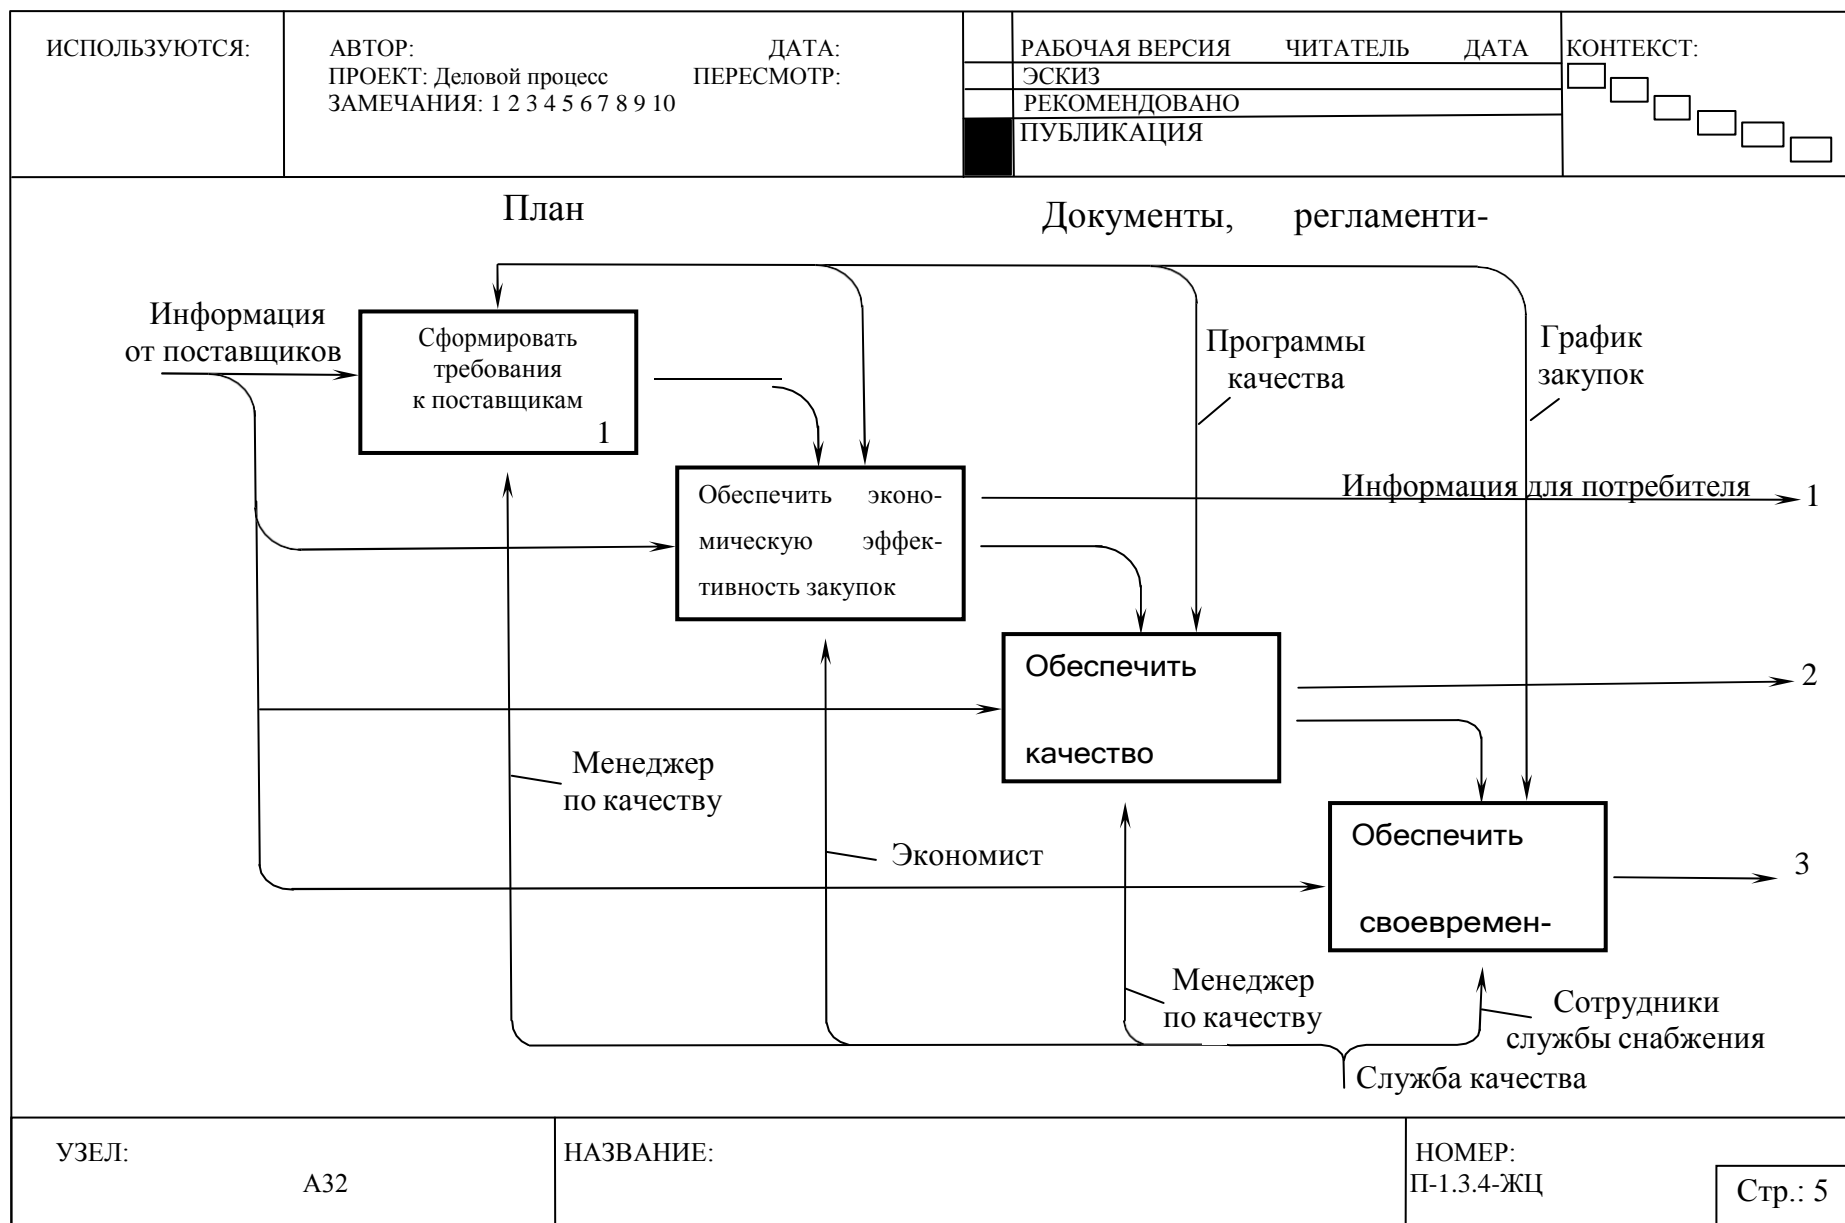 ИСПОЛЬЗУЮТСЯ:
АВТОР: ДАТА:
ПРОЕКТ: Деловой процесс ПЕРЕСМОТР:
ЗАМЕЧАНИЯ: 1 2 3 4 5 6 7 8 9 10
РАБОЧАЯ ВЕРСИЯ ЧИТАТЕЛЬ ДАТА
ЭСКИЗ
РЕКОМЕНДОВАНО
ПУБЛИКАЦИЯ
КОНТЕКСТ:
План
Документы, регламенти-
Информация
от поставщиков
Сформировать
требования
к поставщикам
1
Программы
качества
График
закупок
Обеспечить эконо-
мическую эффек-
тивность закупок
Информация для потребителя
1
Обеспечить
качество
2
Менеджер
по качеству
Экономист
Обеспечить
своевремен-
3
Менеджер
по качеству
Сотрудники
службы снабжения
Служба качества
УЗЕЛ:
А32
НАЗВАНИЕ:
НОМЕР:
П-1.3.4-ЖЦ
Стр.: 5